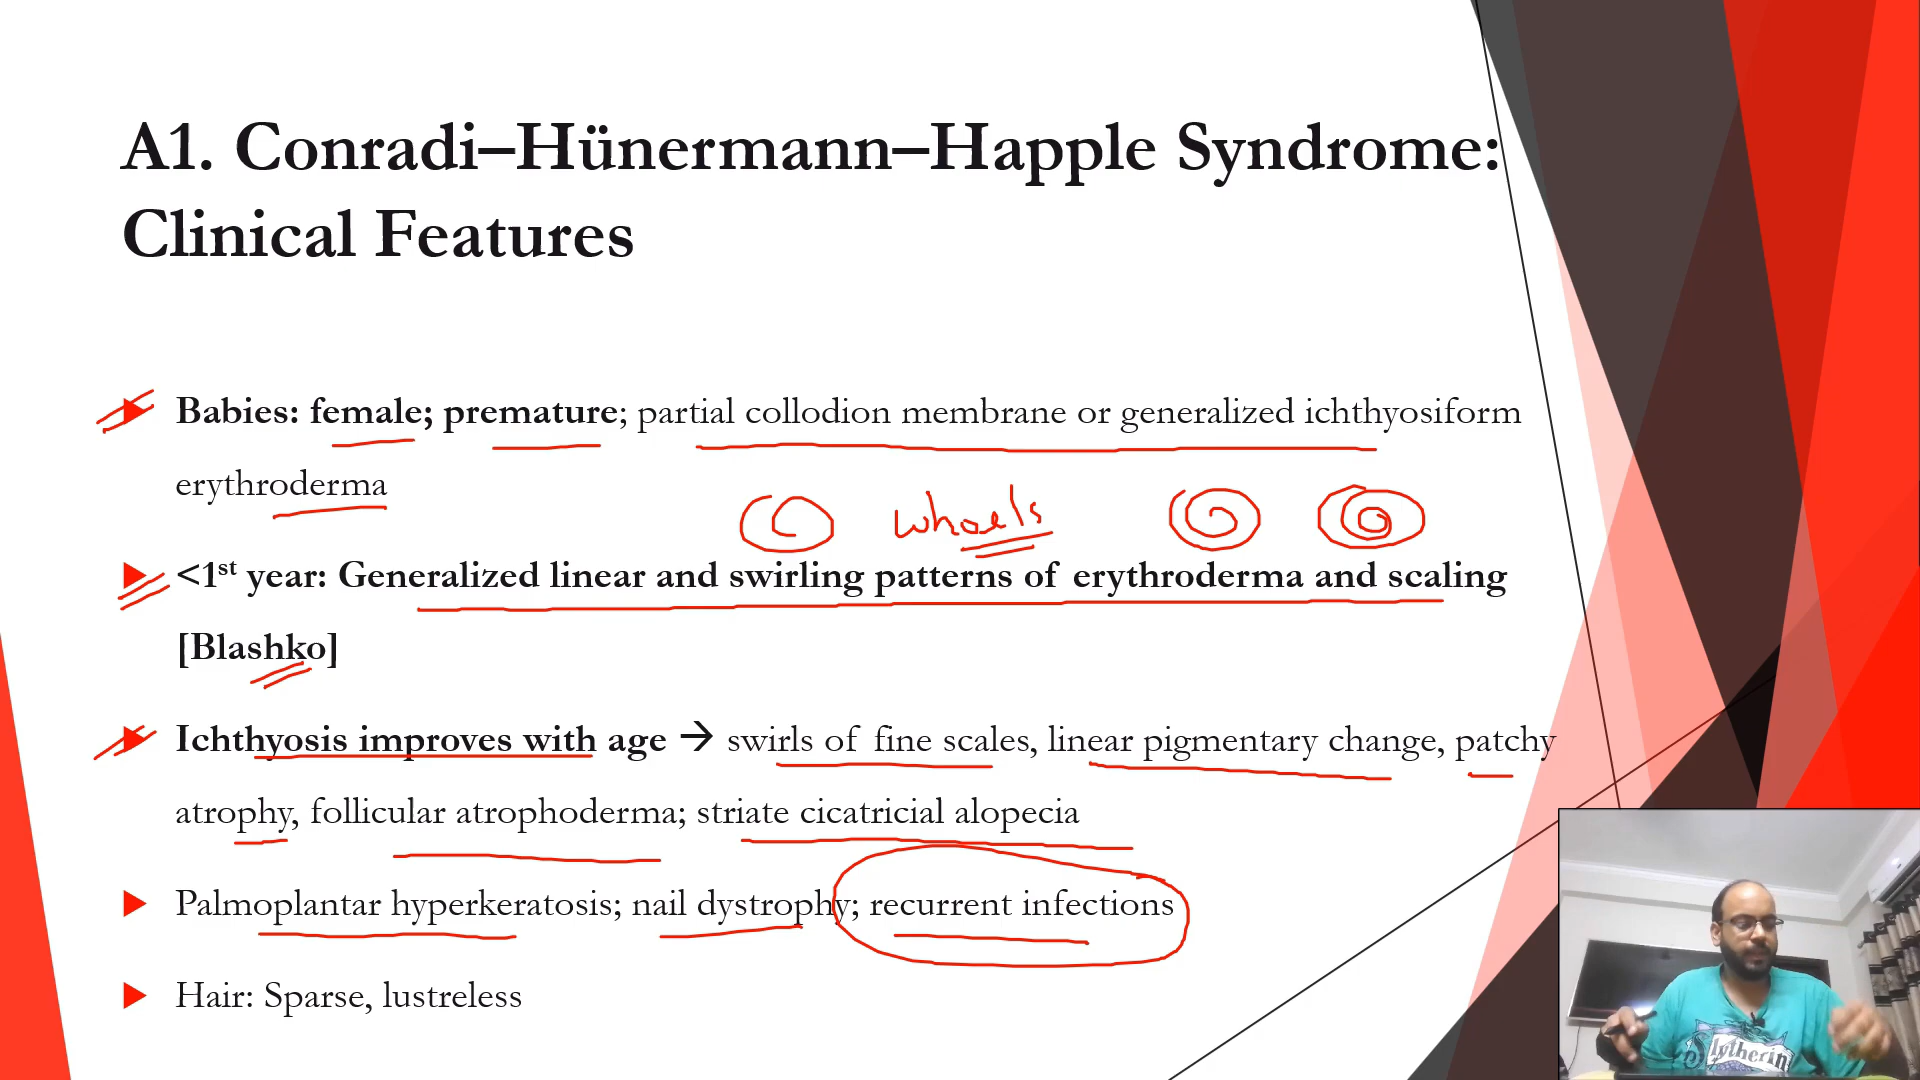 A1. Conradi–Hünermann–Happle Syndrome:
Clinical Features
Babies: female; premature; partial collodion membrane or generalized ichthyosiform
erythroderma
whoels
<1st year: Generalized linear and swirling patterns of erythroderma and scaling
[Blashko]
Ichthyosis improves with age → swirls of fine scales, linear pigmentary change, patchy
atrophy, follicular atrophoderma; striate cicatricial alopecia
Palmoplantar hyperkeratosis; nail dystrophy; recurrent infections
Hair: Sparse, lustreless
Slytherin